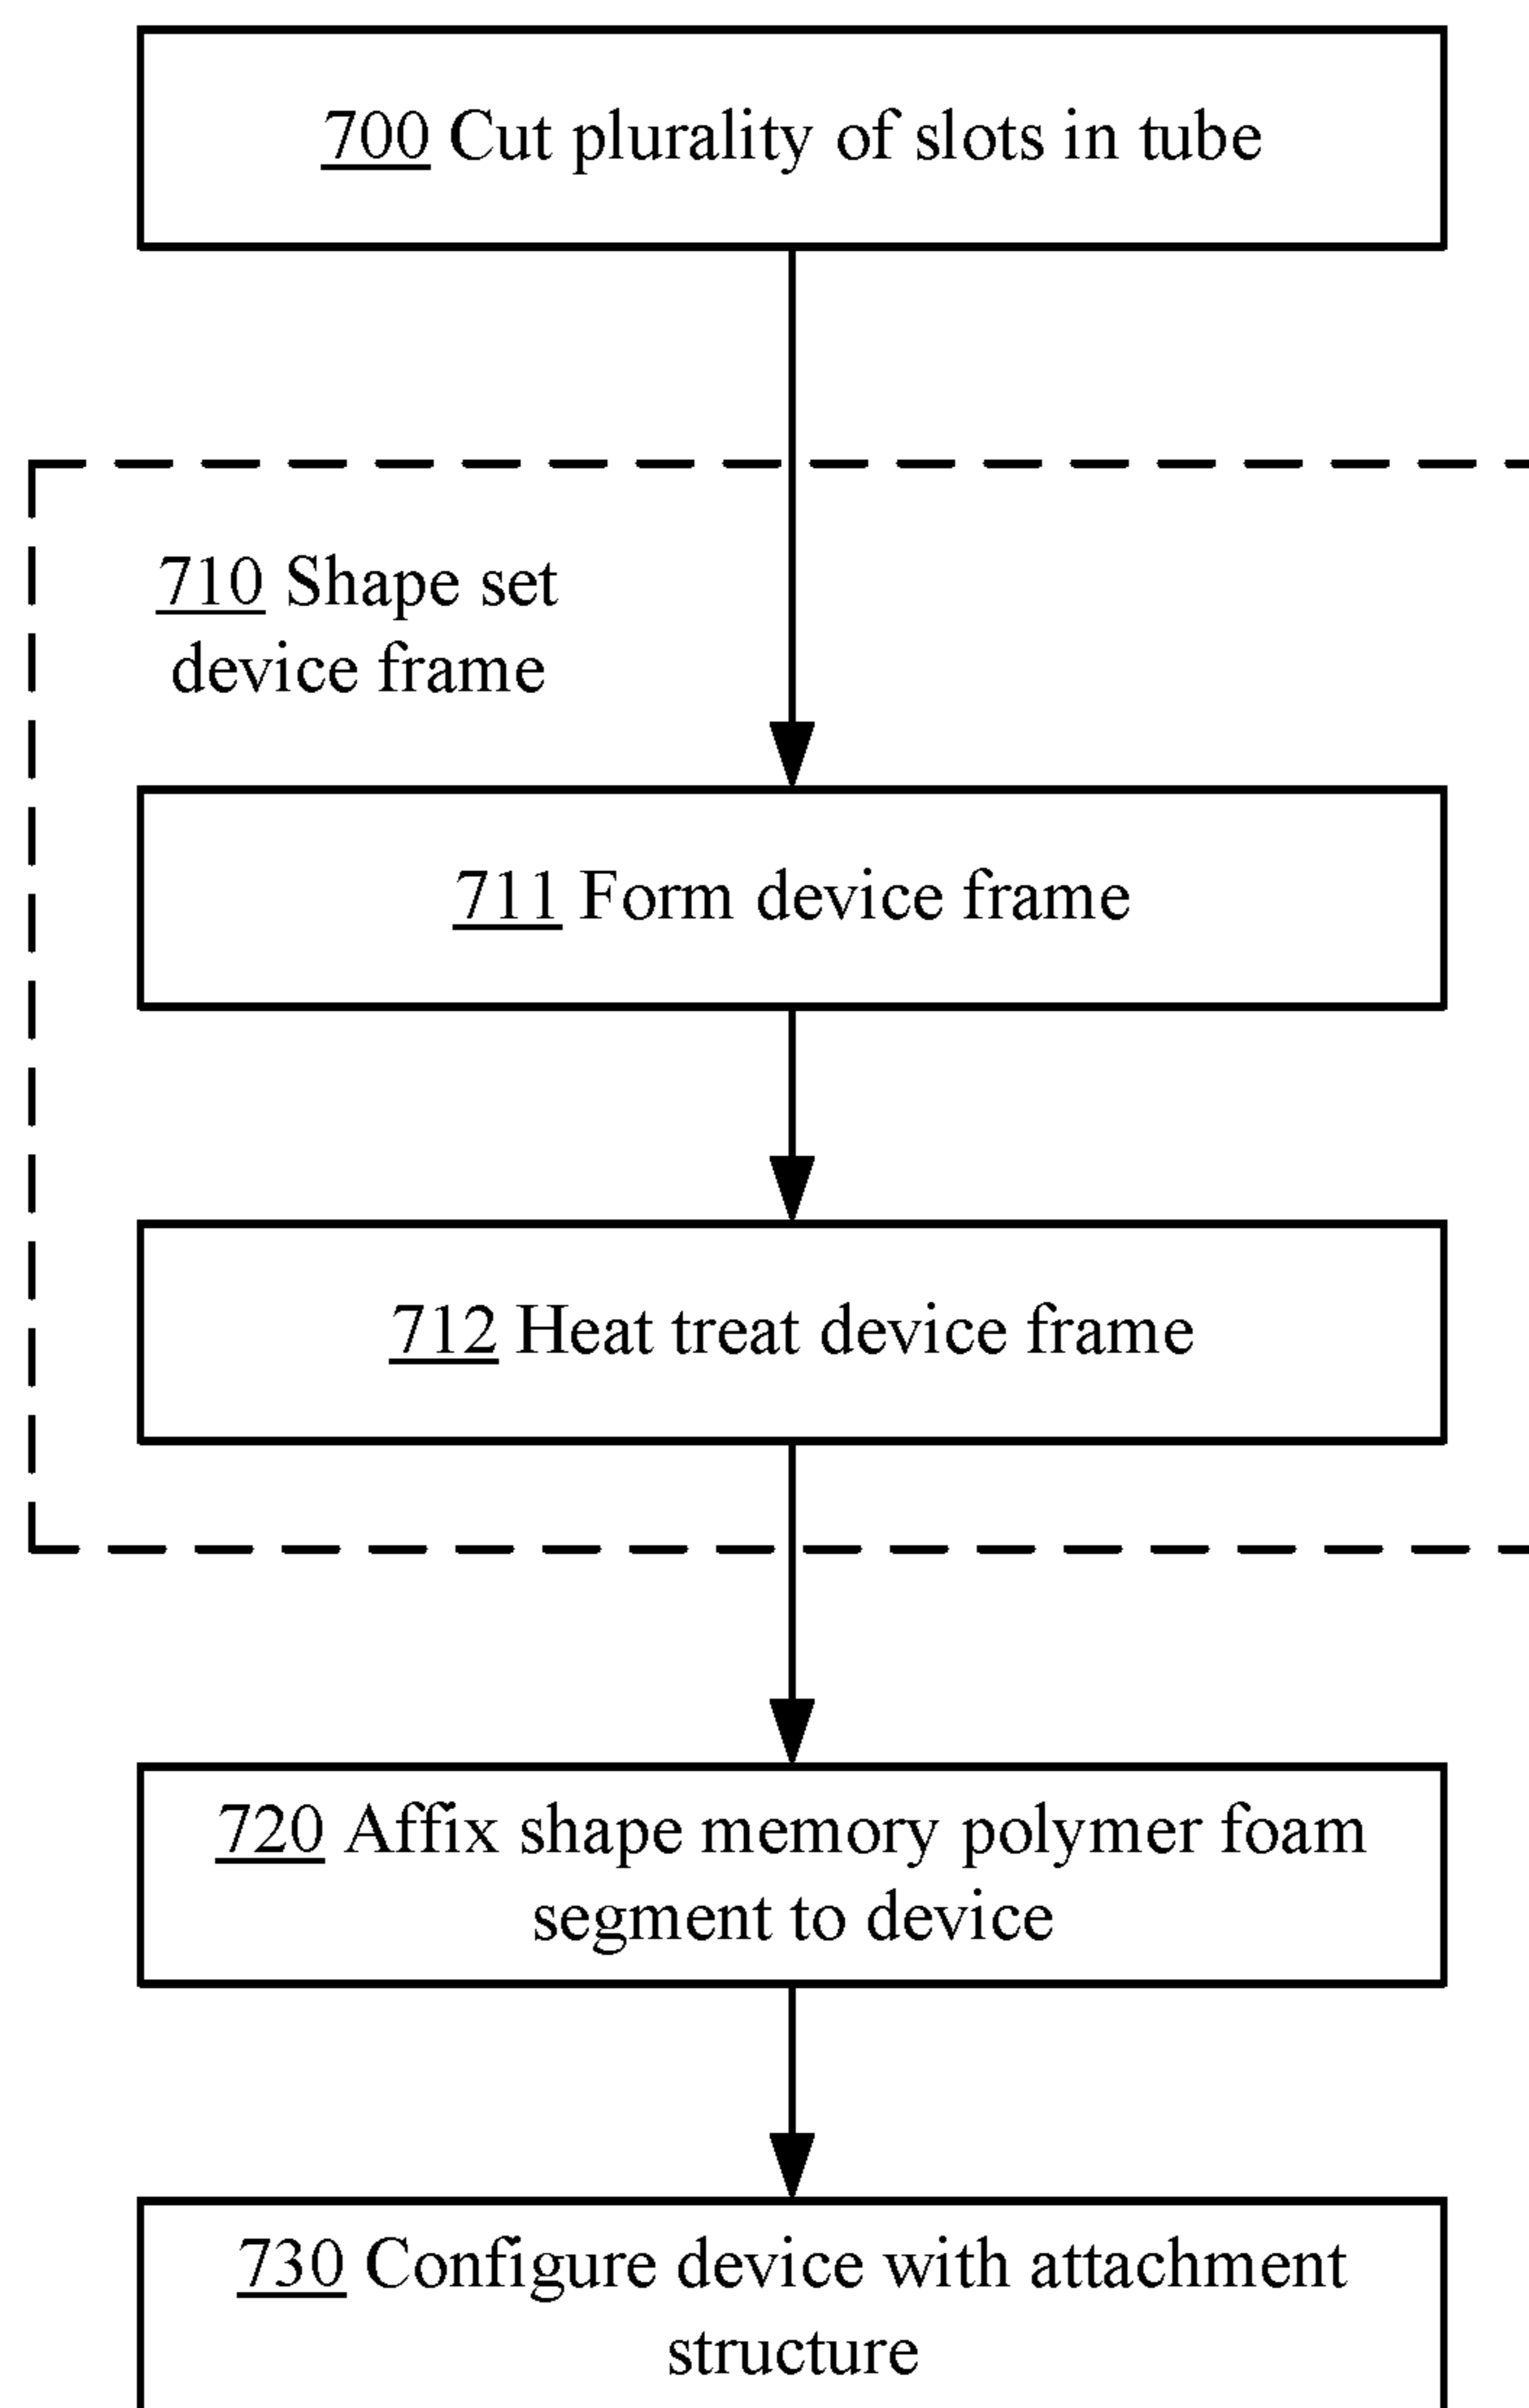 700 Cut plurality of slots in tube
710 Shape set
device frame
711 Form device frame
712 Heat treat device frame
720 Affix shape memory polymer foam
segment to device
730 Configure device with attachment
structure